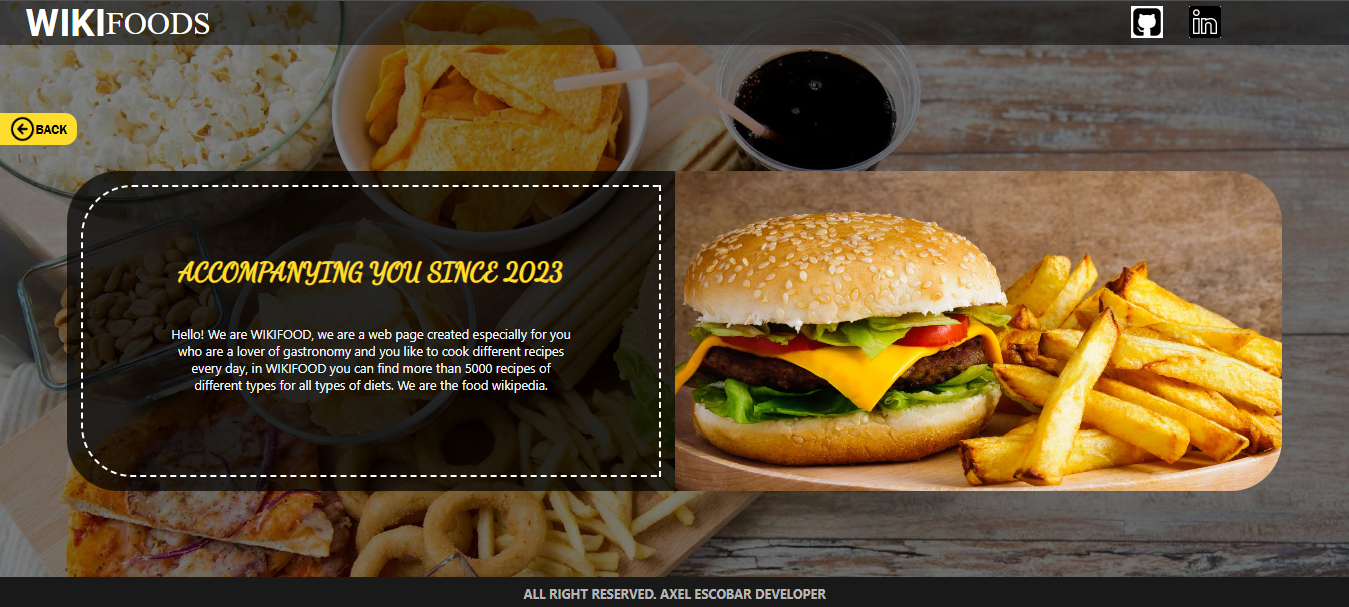 WIKIFOODS
in
BACK
ACCOMPANYING YOU SINCE 2023
Hello! We are WIKIFOOD, we are a web page created especially for you
who are a lover of gastronomy and you like to cook different recipes
every day, in WIKIFOOD you can find more than 5000 recipes of
different types for all types of diets. We are the food wikipedia.
ALL RIGHT RESERVED. AXEL ESCOBAR DEVELOPER